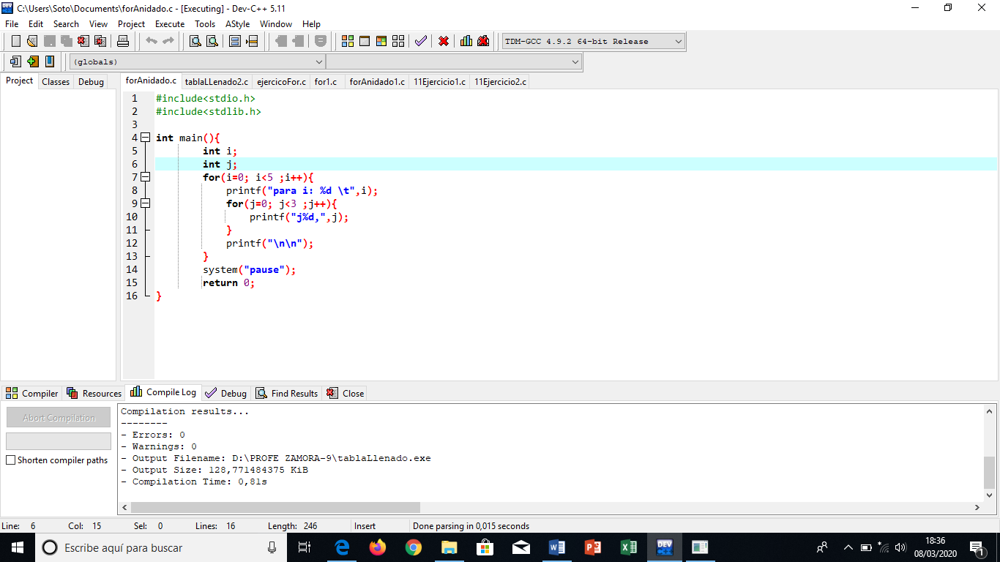 C:\Users\Soto\Documents\forAnidado.c - [Executing] - Dev-C++ 5.11
File Edit Search View Project Execute Tools AStyle Window Help
TDM-GCC 4.9.2 64-bit Release
(globals)
Project Classes Debug
forAnidado.c tablaLLenado2.c ejercicoFor.c for1.c forAnidado1.c 11Ejercicio1.c 11Ejercicio2.c
1 #include<stdio.h>
2 #include<stdlib.h>
3
4 int main(){
5 int i;
6 int j;
7 for(i=0; i<5 ;i++){
8 printf("para i: %d \t",i);
9 for(j=0; j<3 ;j++){
10 printf("j%d,",j);
11 }
12 printf("\n\n");
13 }
14 system("pause");
15 return 0;
16 }
Compiler Resources Compile Log Debug Find Results Close
Abort Compilation
Shorten compiler paths
Compilation results...
--------
- Errors: 0
- Warnings: 0
- Output Filename: D:\PROFE ZAMORA-9\tablaLlenado.exe
- Output Size: 128,771484375 KiB
- Compilation Time: 0,81s
Line: 6 Col: 15 Sel: 0 Lines: 16 Length: 246 Insert Done parsing in 0,015 seconds
Escribe aquí para buscar
18:36
08/03/2020
1